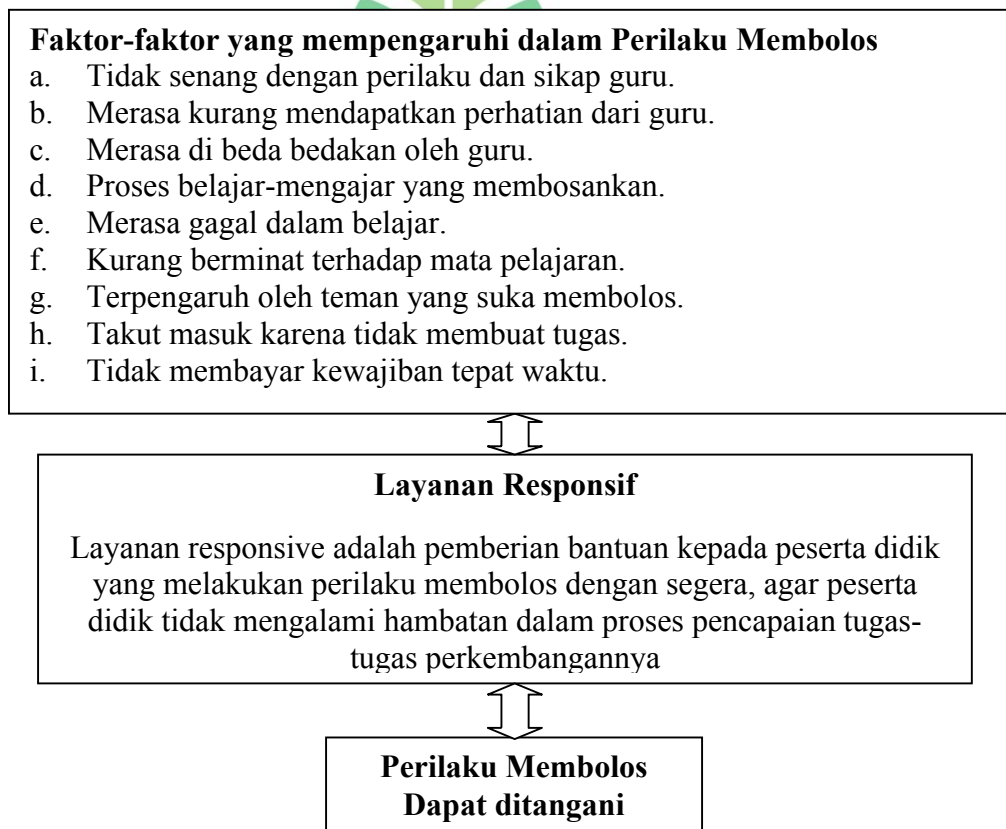 Faktor-faktor yang mempengaruhi dalam Perilaku Membolos
a. Tidak senang dengan perilaku dan sikap guru.
b. Merasa kurang mendapatkan perhatian dari guru.
c. Merasa di beda bedakan oleh guru.
d. Proses belajar-mengajar yang membosankan.
e. Merasa gagal dalam belajar.
f. Kurang berminat terhadap mata pelajaran.
g. Terpengaruh oleh teman yang suka membolos.
h. Takut masuk karena tidak membuat tugas.
i. Tidak membayar kewajiban tepat waktu.
Layanan Responsif
Layanan responsive adalah pemberian bantuan kepada peserta didik
yang melakukan perilaku membolos dengan segera, agar peserta
didik tidak mengalami hambatan dalam proses pencapaian tugas-
tugas perkembangannya
Perilaku Membolos
Dapat ditangani